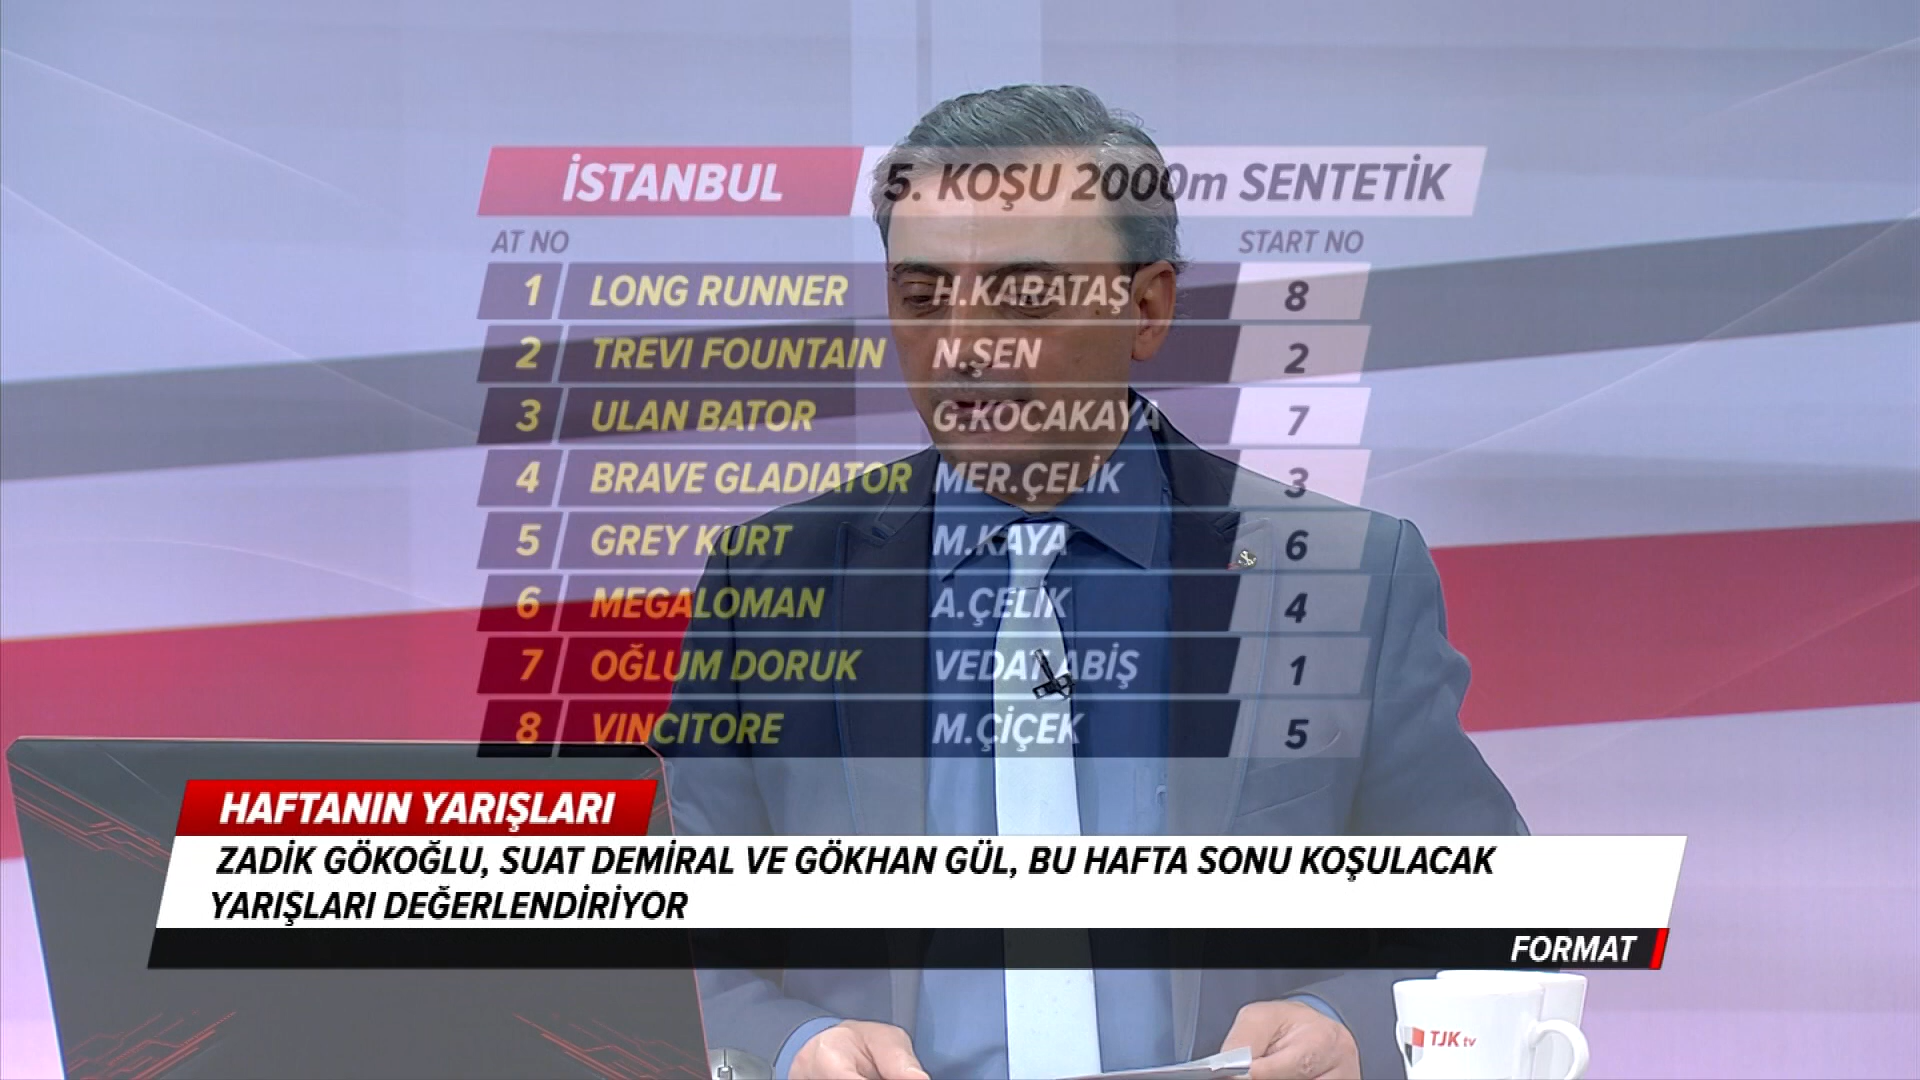 İSTANBUL 5. KOŞU 2000m SENTETİK
AT NO START NO
1 LONG RUNNER H.KARATAŞ 8
2 TREVI FOUNTAIN N.ŞEN 2
3 ULAN BATOR G.KOCAKAYA 7
4 BRAVE GLADIATOR MER.ÇELİK 3
5 GREY KURT M.KAYA 6
6 MEGALOMAN A.ÇELİK 4
7 OĞLUM DORUK VEDAT ABİŞ 1
8 VINCITORE M.ÇİÇEK 5
HAFTANIN YARIŞLARI
ZADİK GÖKOĞLU, SUAT DEMİRAL VE GÖKHAN GÜL, BU HAFTA SONU KOŞULACAK
YARIŞLARI DEĞERLENDİRİYOR
FORMAT
TJK tv